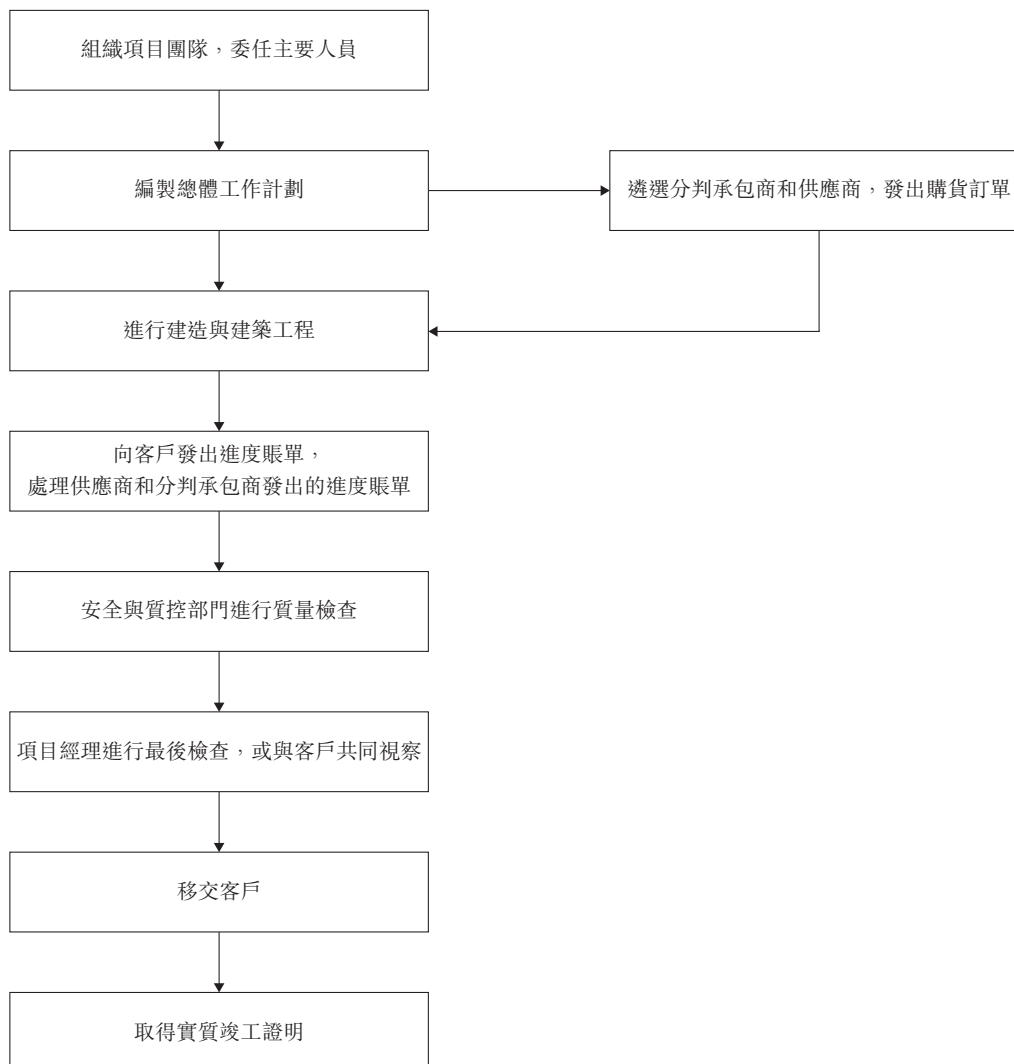 組織項目團隊，委任主要人員
編製總體工作計劃
遴選分判承包商和供應商，發出購貨訂單
進行建造與建築工程
向客戶發出進度賬單，
處理供應商和分判承包商發出的進度賬單
安全與質控部門進行質量檢查
項目經理進行最後檢查，或與客戶共同視察
移交客戶
取得實質竣工證明